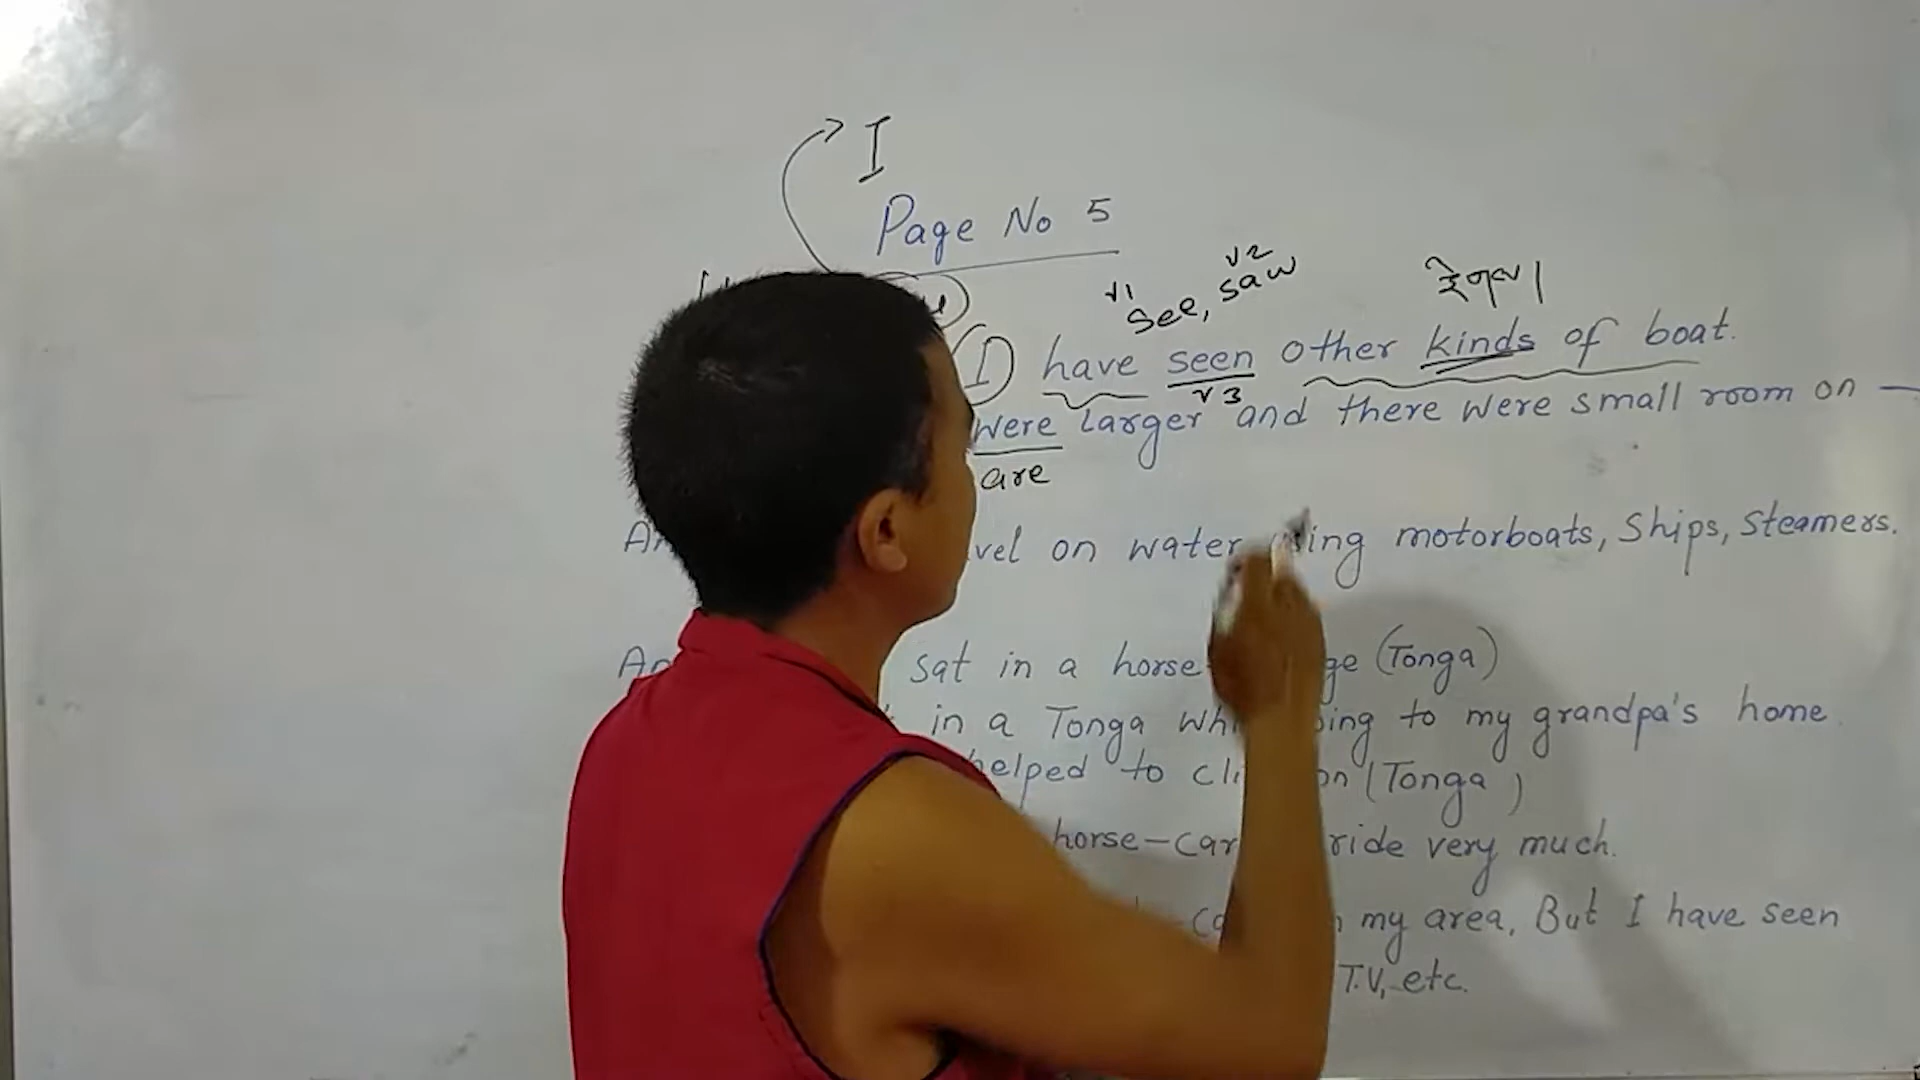 I
Page No 5
v1 v2
see, saw
I have seen other kinds of boat.
v3
were larger and there were small room on —
are
vel on water using motorboats, Ships, Steamers.
sat in a horse ge (Tonga)
in a Tonga whi oing to my grandpa's home.
helped to cli on (Tonga)
horse-car ride very much.
my area, But I have seen
T.V, etc.